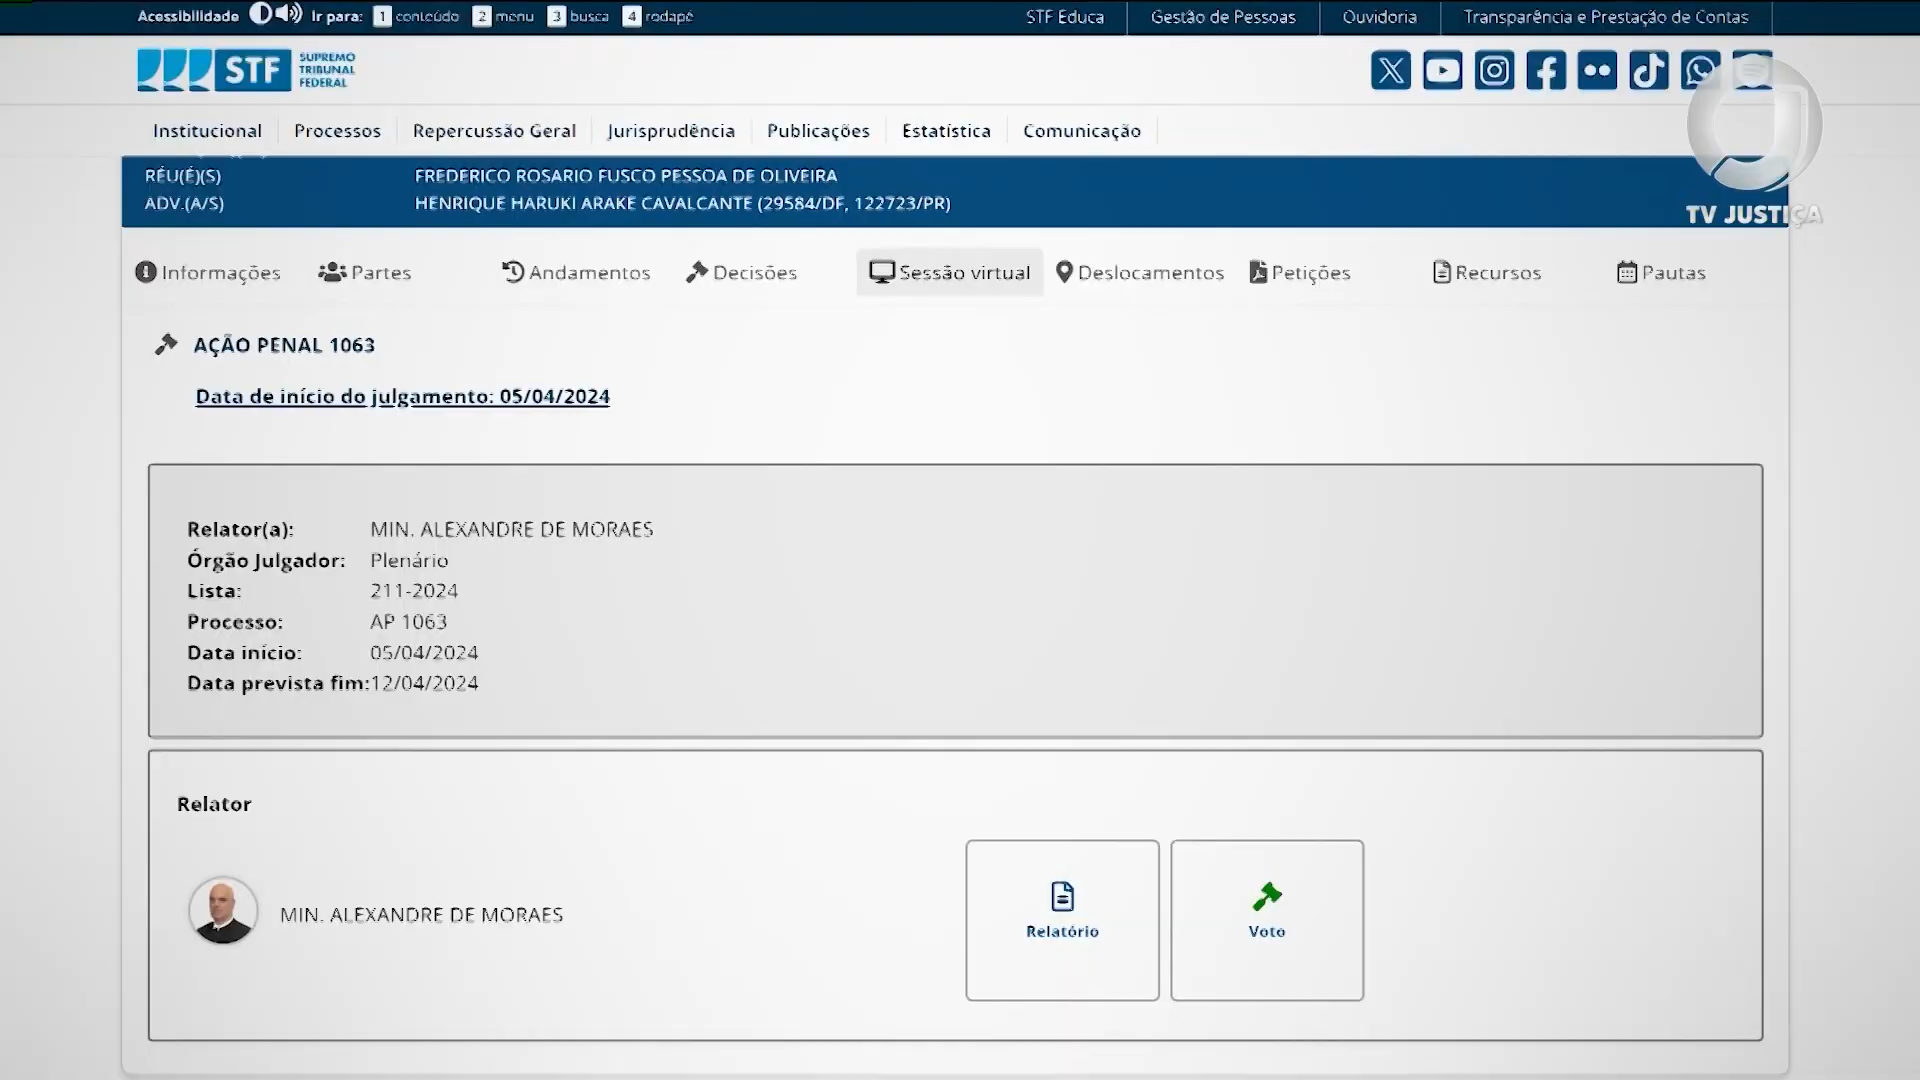 Acessibilidade Ir para: 1 conteúdo 2 menu 3 busca 4 rodapé STF Educa Gestão de Pessoas Ouvidoria Transparência e Prestação de Contas
STF SUPREMO TRIBUNAL FEDERAL
Institucional Processos Repercussão Geral Jurisprudência Publicações Estatística Comunicação
RÉU(É)(S) FREDERICO ROSARIO FUSCO PESSOA DE OLIVEIRA
ADV.(A/S) HENRIQUE HARUKI ARAKE CAVALCANTE (29584/DF, 122723/PR)
TV JUSTIÇA
Informações Partes Andamentos Decisões Sessão virtual Deslocamentos Petições Recursos Pautas
AÇÃO PENAL 1063
Data de início do julgamento: 05/04/2024
Relator(a): MIN. ALEXANDRE DE MORAES
Órgão Julgador: Plenário
Lista: 211-2024
Processo: AP 1063
Data início: 05/04/2024
Data prevista fim: 12/04/2024
Relator
MIN. ALEXANDRE DE MORAES
Relatório
Voto